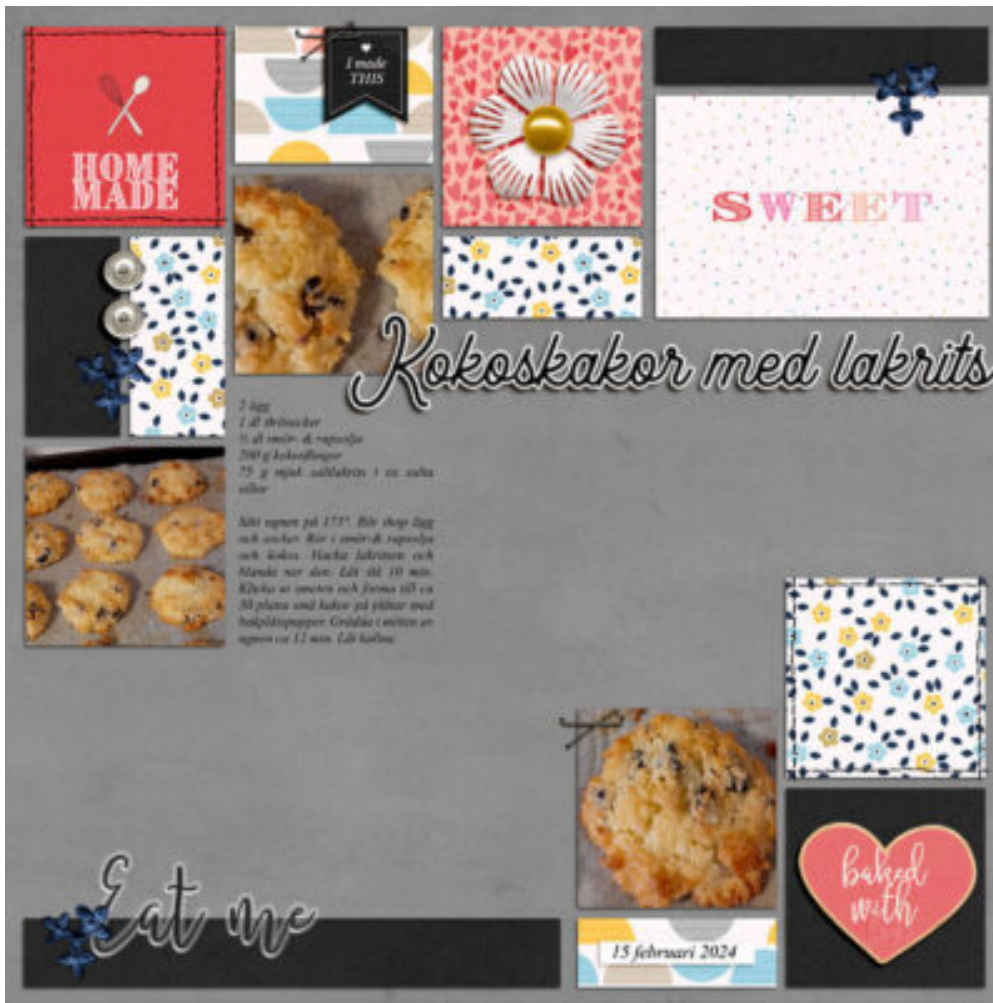 HOME
MADE
I made
THIS
SWEET
Kokoskakor med lakrits
2 ägg
1 dl strösocker
½ dl smör- & rapsolja
200 g kokosflingor
75 g mjuk saltlakrits t ex salta
sillar
Sätt ugnen på 175°. Rör ihop ägg
och socker. Rör i smör-& rapsolja
och kokos. Hacka lakritsen och
blanda ner den. Låt stå 10 min.
Klicka ut smeten och forma till ca
30 platta små kakor på plåtar med
bakplåtspapper. Grädda i mitten av
ugnen ca 12 min. Låt kallna.
Eat me
15 februari 2024
baked
with